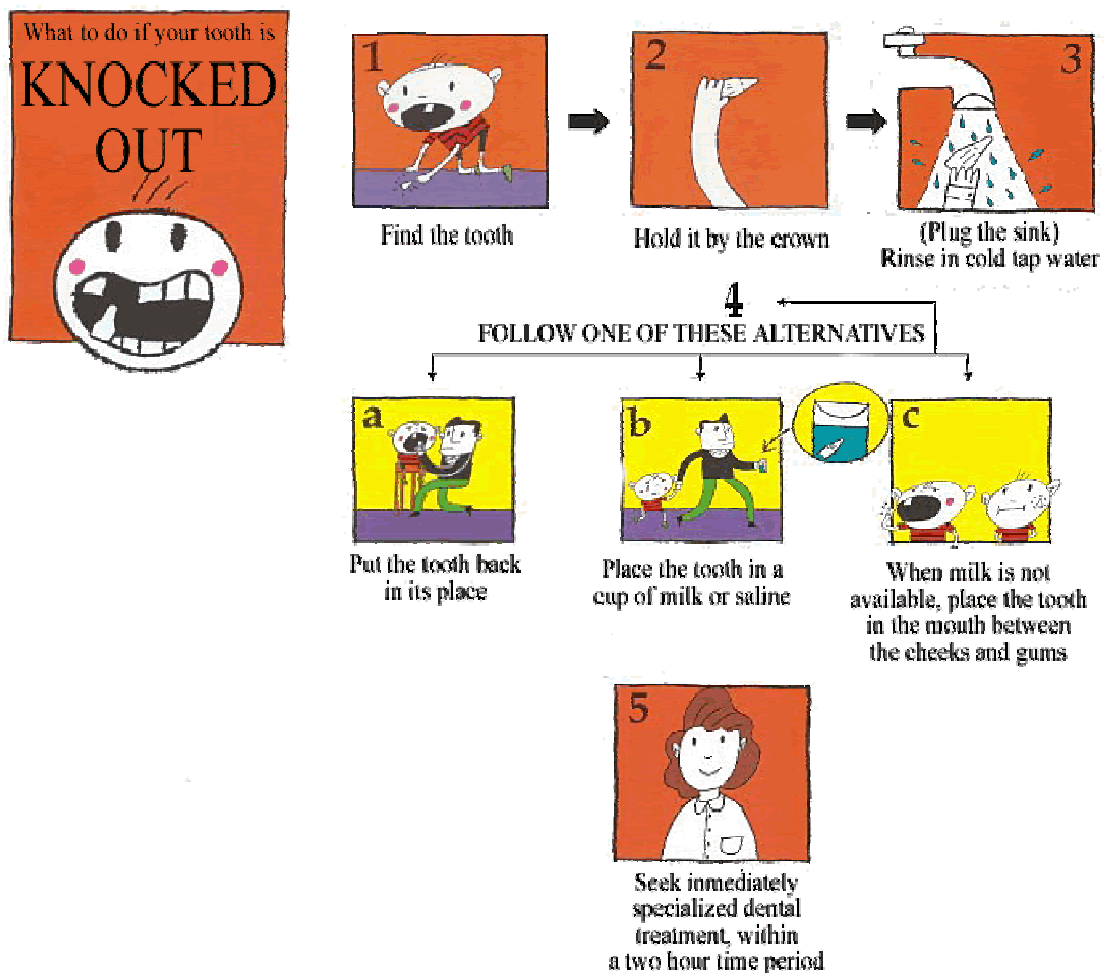 What to do if your tooth is
KNOCKED
OUT
1
Find the tooth
2
Hold it by the crown
3
(Plug the sink)
Rinse in cold tap water
4
FOLLOW ONE OF THESE ALTERNATIVES
a
Put the tooth back
in its place
b
Place the tooth in a
cup of milk or saline
c
When milk is not
available, place the tooth
in the mouth between
the cheeks and gums
5
Seek inmediately
specialized dental
treatment, within
a two hour time period